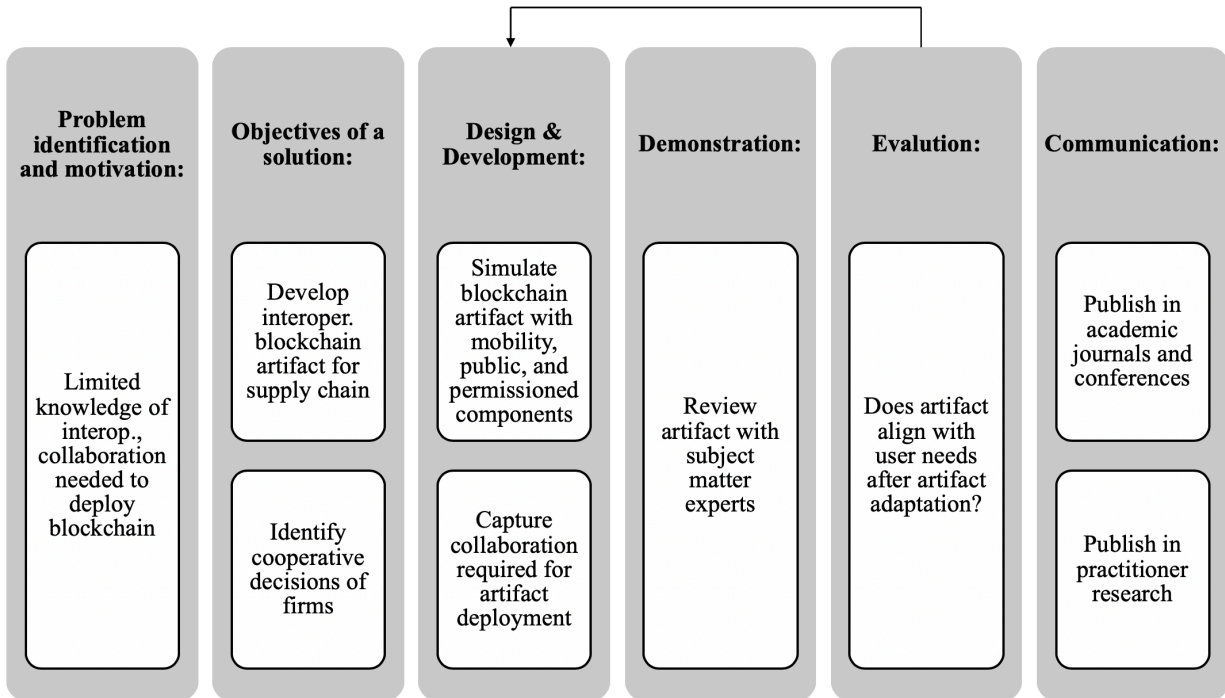 Problem
identification
and motivation:
Limited
knowledge of
interop.,
collaboration
needed to
deploy
blockchain
Objectives of a
solution:
Develop
interoper.
blockchain
artifact for
supply chain
Identify
cooperative
decisions of
firms
Design &
Development:
Simulate
blockchain
artifact with
mobility,
public, and
permissioned
components
Capture
collaboration
required for
artifact
deployment
Demonstration:
Review
artifact with
subject
matter
experts
Evalution:
Does artifact
align with
user needs
after artifact
adaptation?
Communication:
Publish in
academic
journals and
conferences
Publish in
practitioner
research